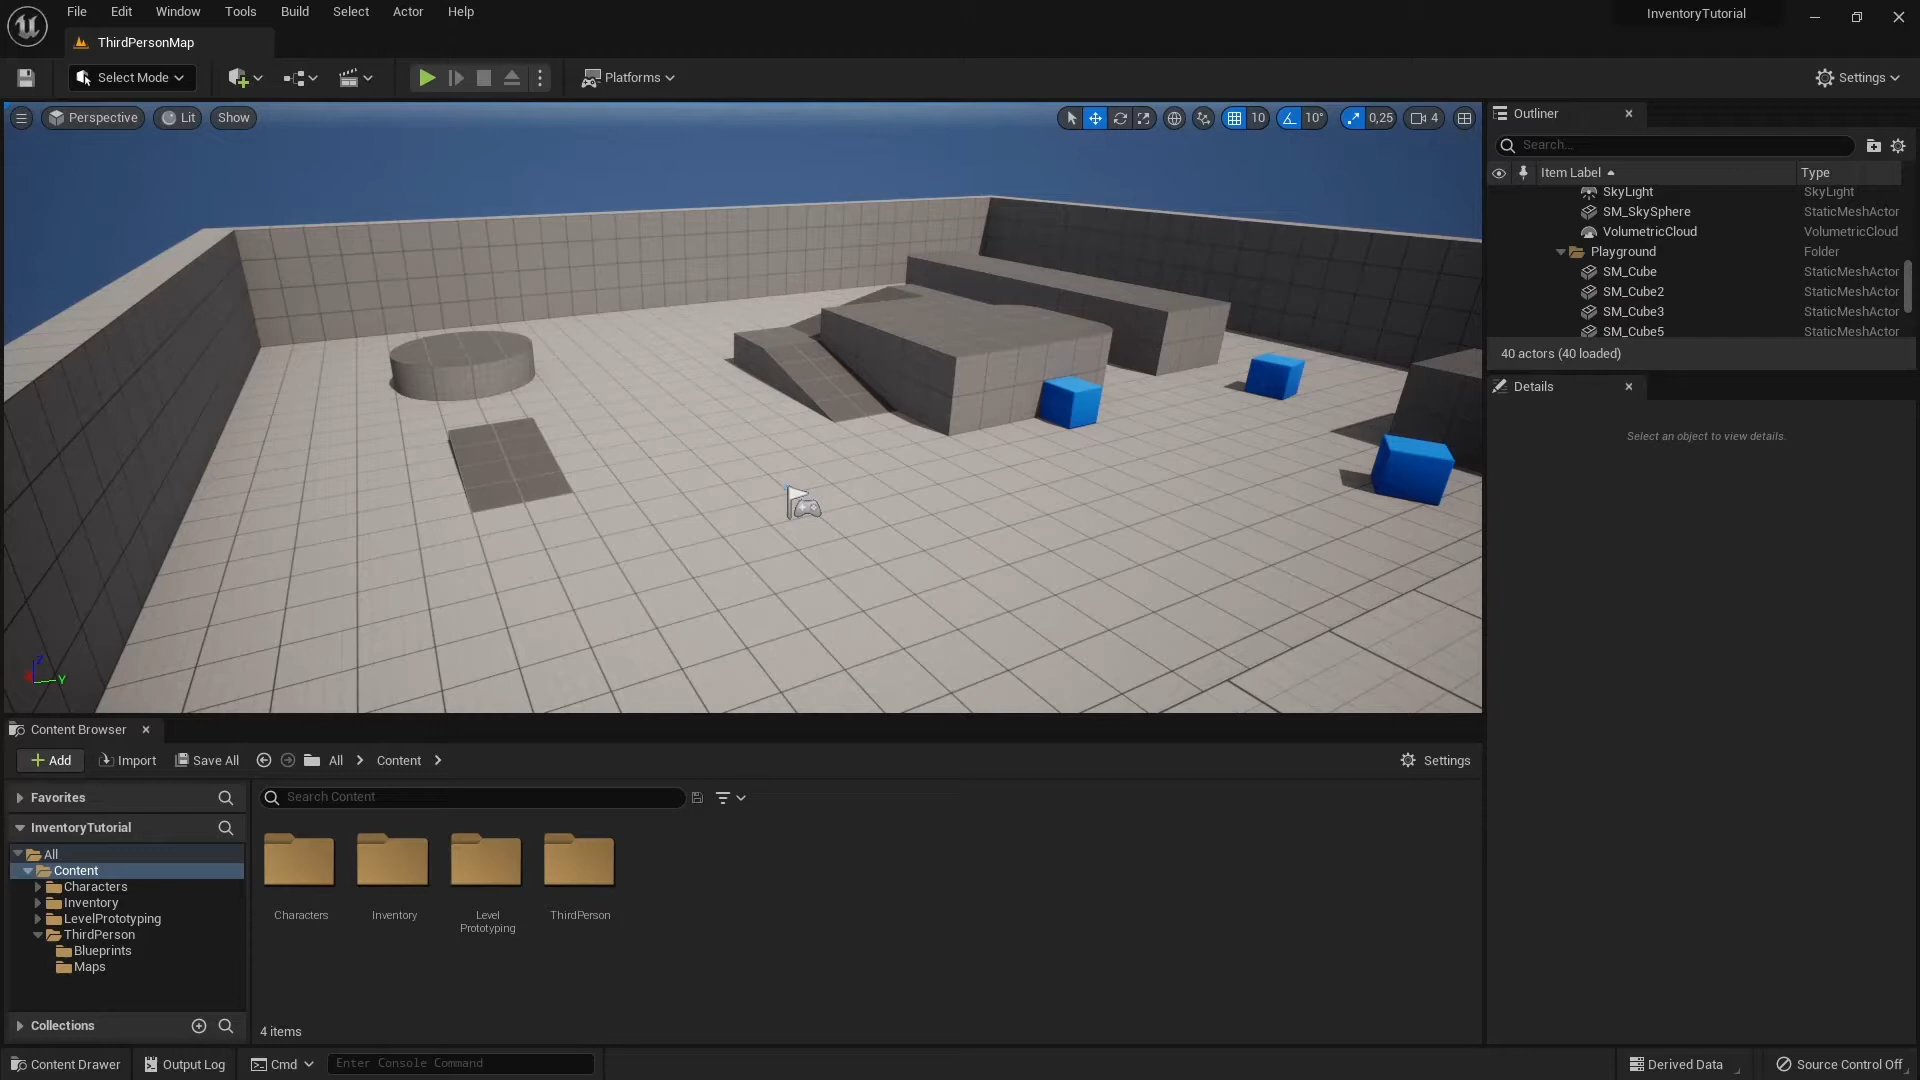 File Edit Window Tools Build Select Actor Help
InventoryTutorial
ThirdPersonMap
Select Mode
Platforms
Settings
Perspective Lit Show
10 10° 0,25 4
Outliner
Search...
Item Label Type
SkyLight SkyLight
SM_SkySphere StaticMeshActor
VolumetricCloud VolumetricCloud
Playground Folder
SM_Cube StaticMeshActor
SM_Cube2 StaticMeshActor
SM_Cube3 StaticMeshActor
SM_Cube5 StaticMeshActor
40 actors (40 loaded)
Details
Select an object to view details.
Z
Y
Content Browser
Add Import Save All All Content Settings
Favorites
Search Content
InventoryTutorial
All
Content
Characters
Inventory
LevelPrototyping
ThirdPerson
Blueprints
Maps
Collections
Characters
Inventory
Level
Prototyping
ThirdPerson
4 items
Content Drawer Output Log Cmd Enter Console Command Derived Data Source Control Off